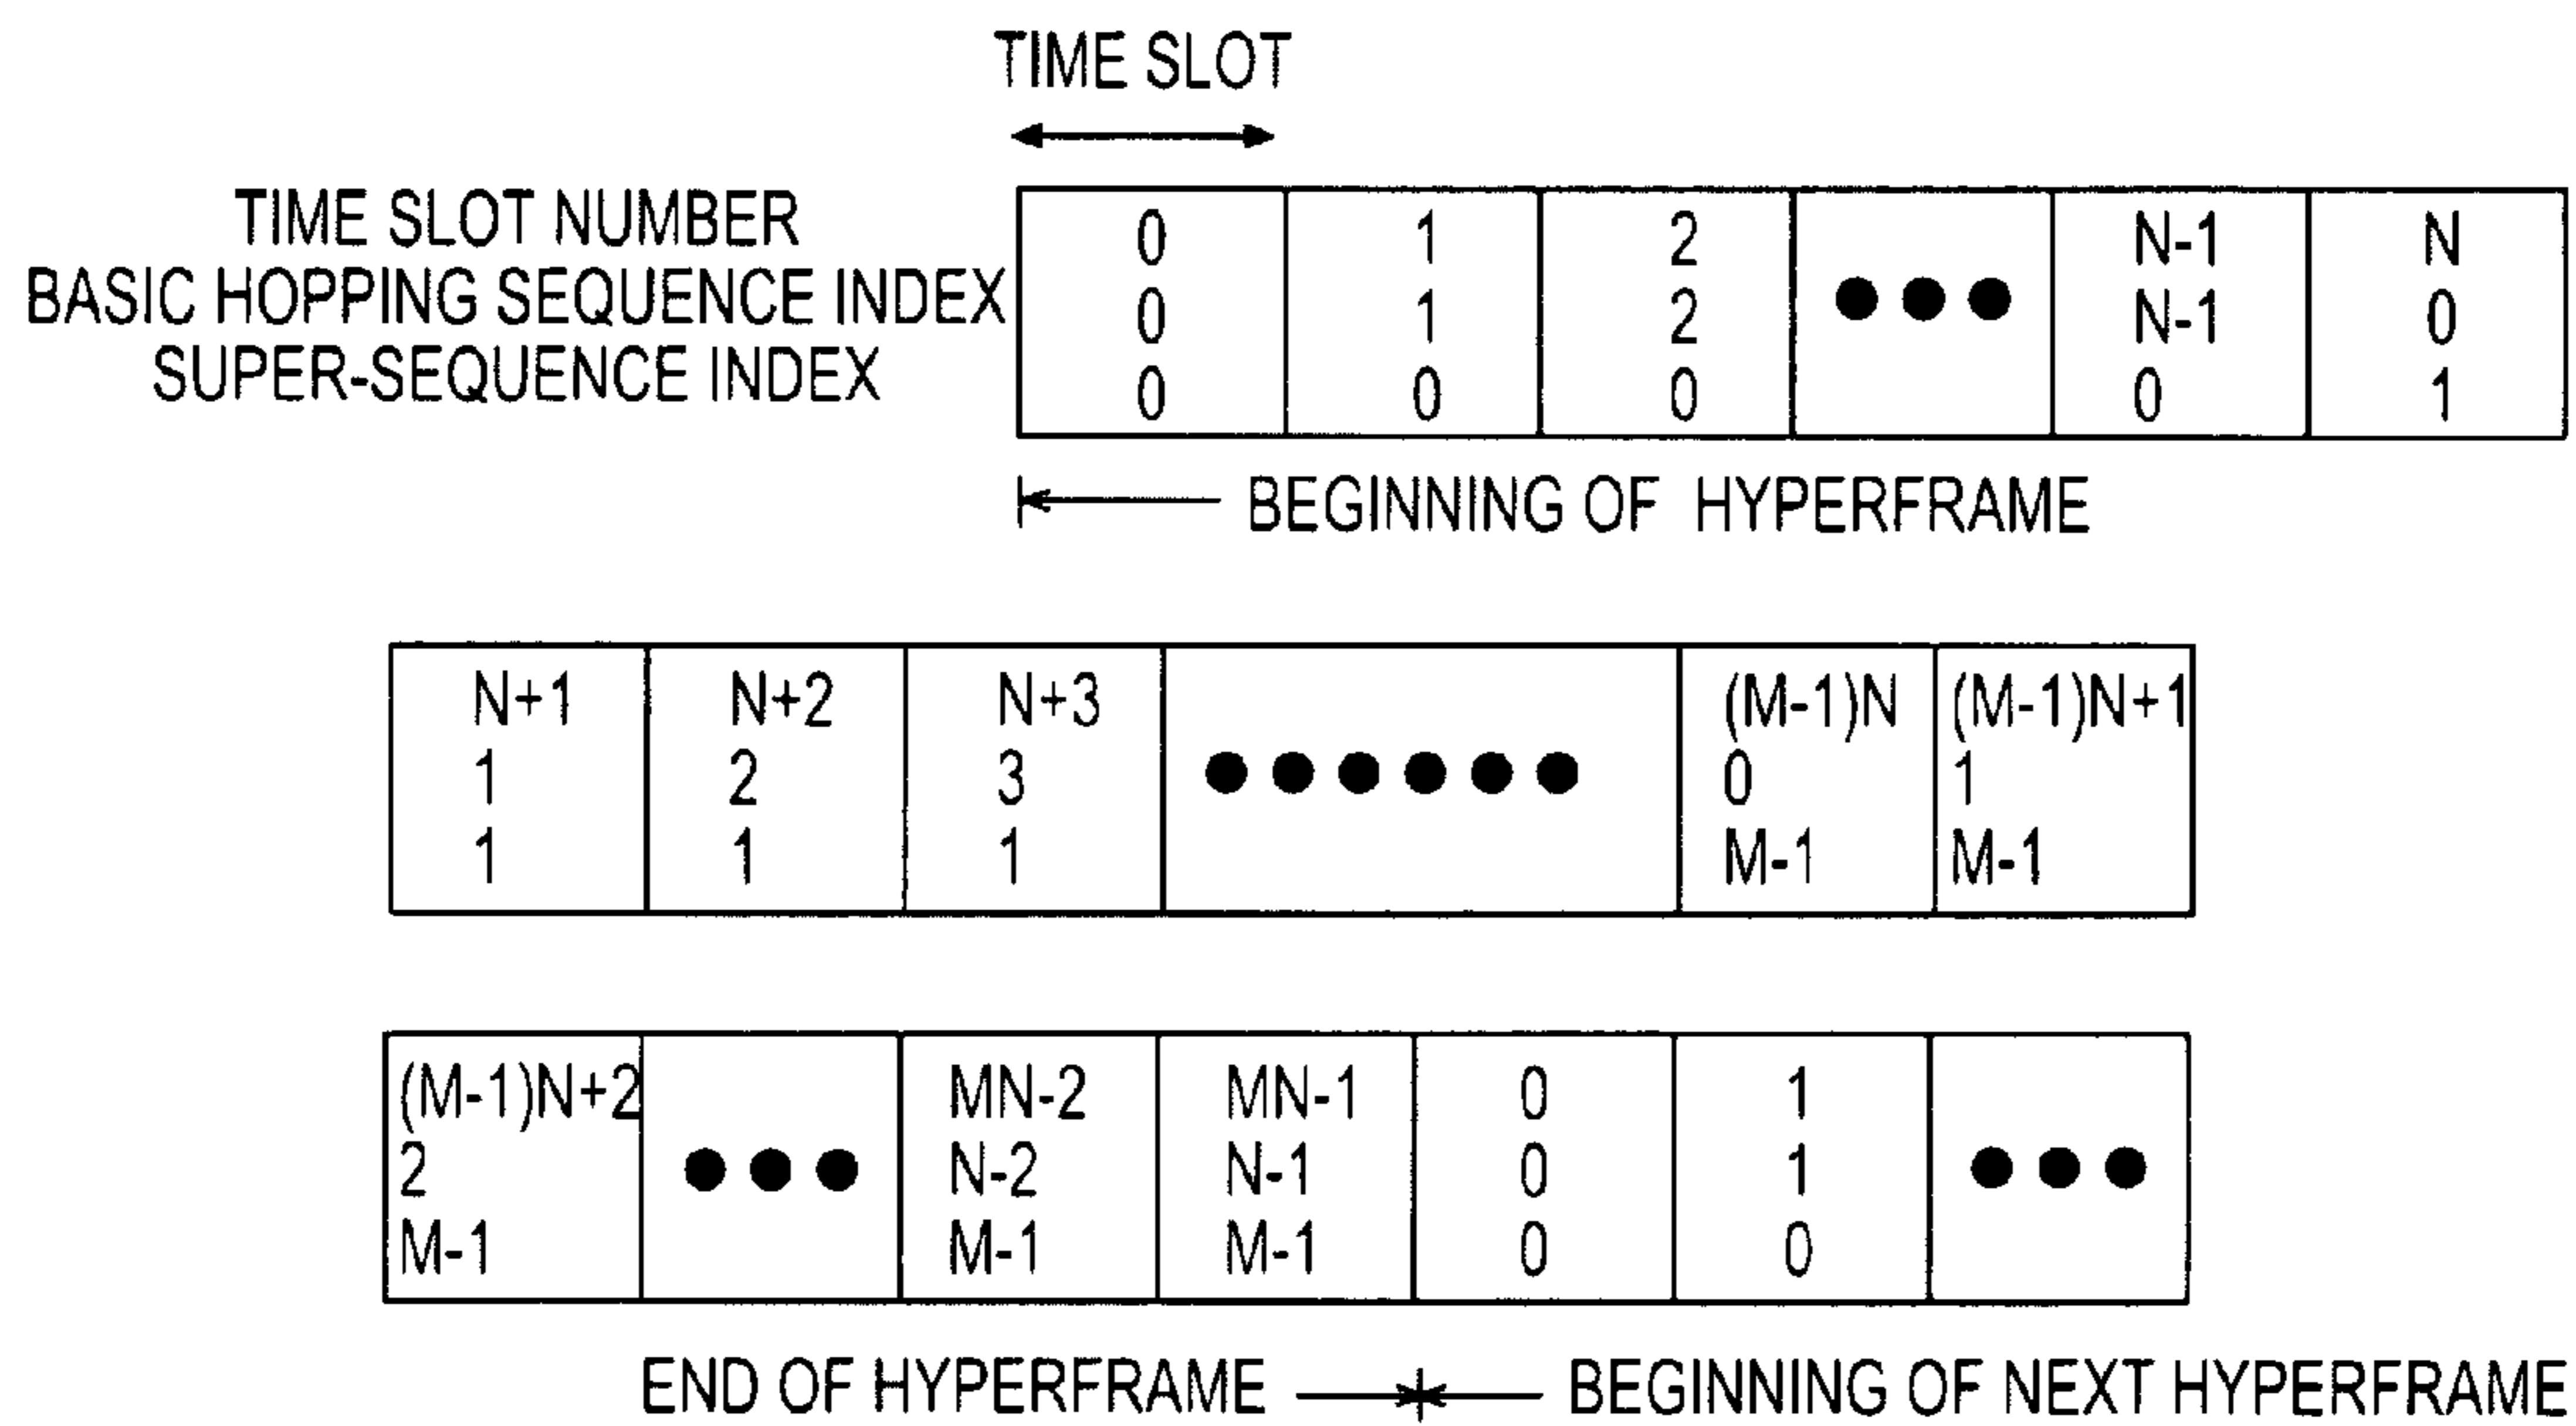 TIME SLOT
TIME SLOT NUMBER 0 1 2 N-1 N
BASIC HOPPING SEQUENCE INDEX 0 1 2 ●●● N-1 0
SUPER-SEQUENCE INDEX 0 0 0 0 1
BEGINNING OF HYPERFRAME
N+1 N+2 N+3 (M-1)N (M-1)N+1
1 2 3 ●●●●●● 0 1
1 1 1 M-1 M-1
(M-1)N+2 MN-2 MN-1 0 1
2 ●●● N-2 N-1 0 1 ●●●
M-1 M-1 M-1 0 0
END OF HYPERFRAME BEGINNING OF NEXT HYPERFRAME